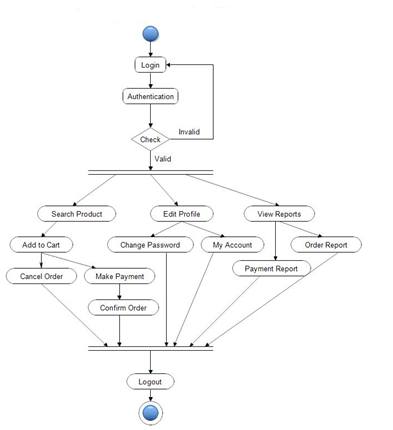 Login
Authentication
Invalid
Check
Valid
Search Product
Edit Profile
View Reports
Add to Cart
Change Password
My Account
Order Report
Cancel Order
Make Payment
Payment Report
Confirm Order
Logout